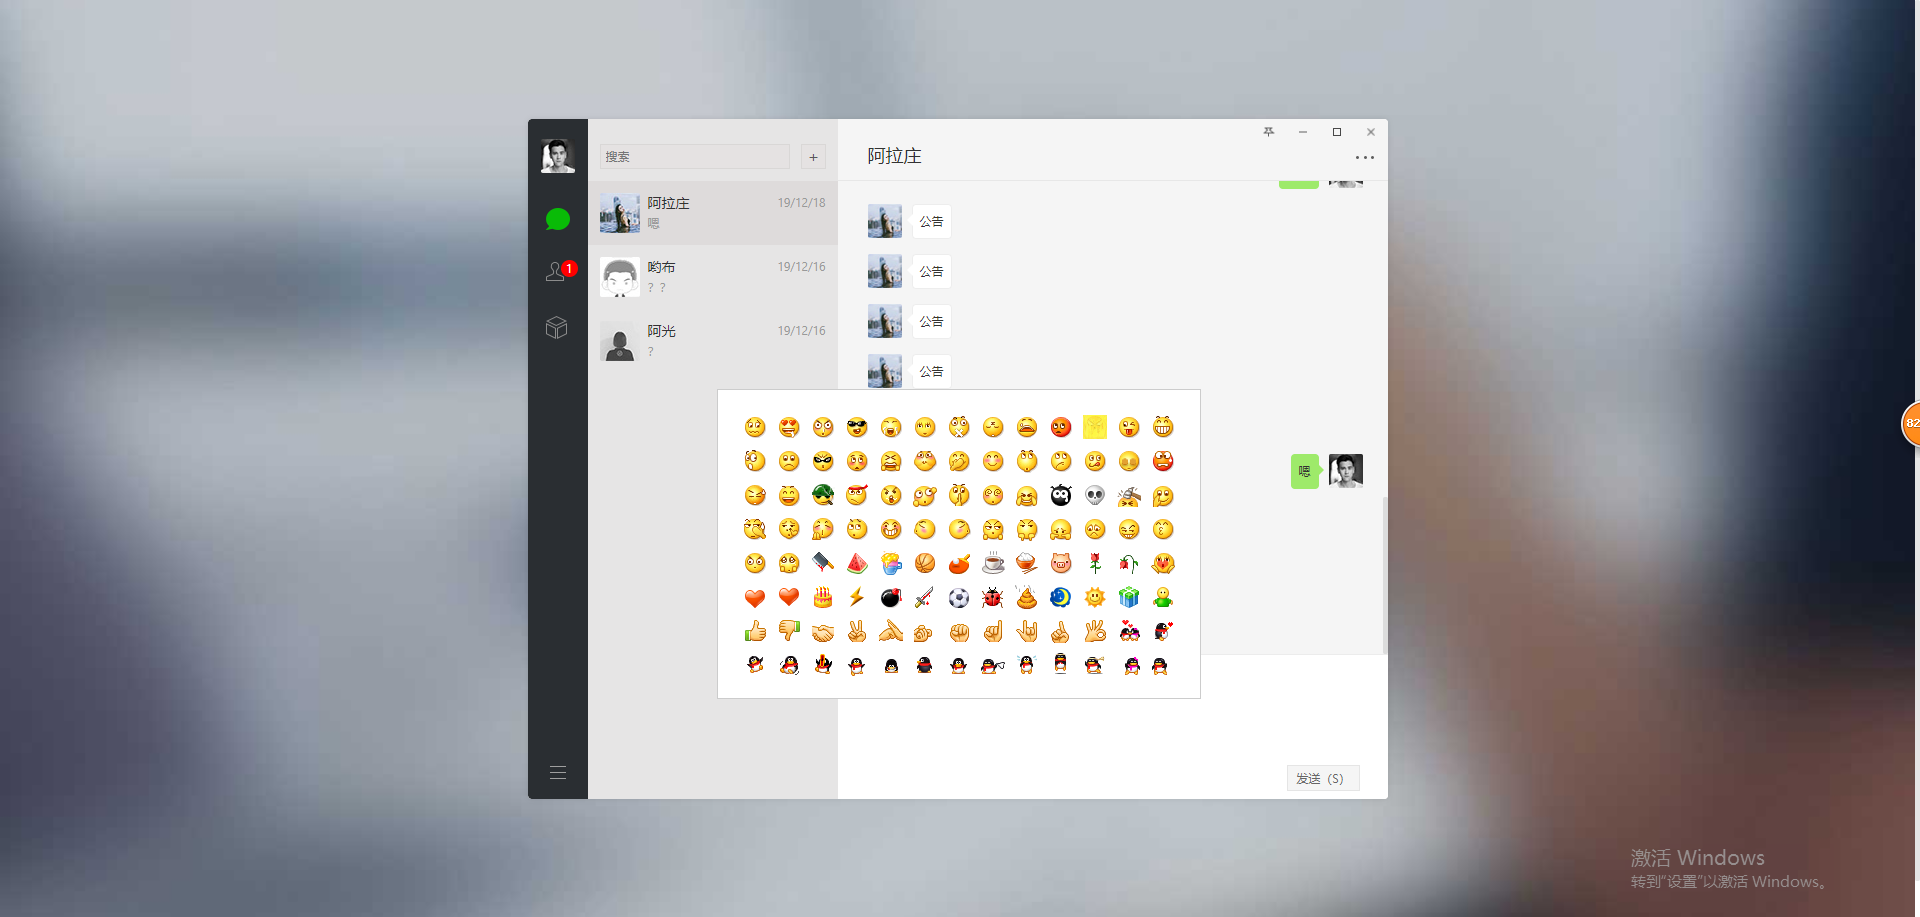 搜索
+
阿拉庄
19/12/18
嗯
1
哟布
19/12/16
？？
阿光
19/12/16
？
阿拉庄
公告
公告
公告
公告
嗯
发送（S）
82
激活 Windows
转到“设置”以激活 Windows。